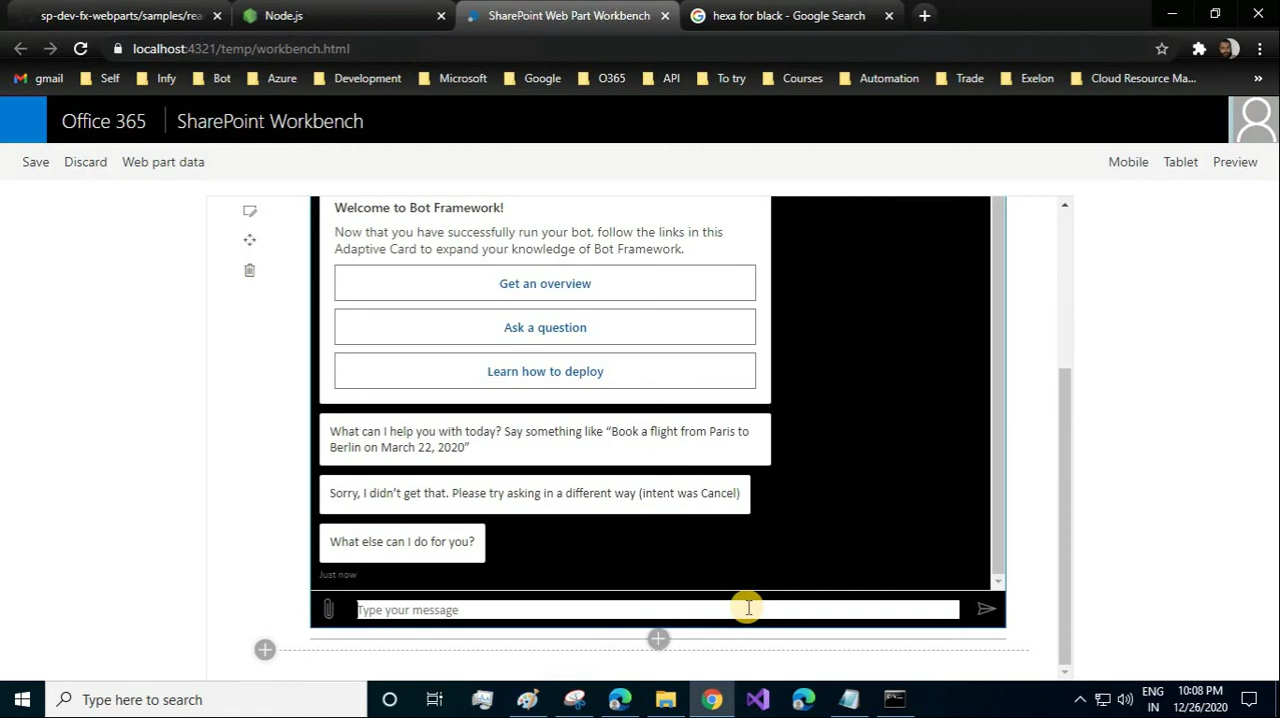 sp-dev-fx-webparts/samples/rea
Node.js
SharePoint Web Part Workbench
hexa for black - Google Search
localhost:4321/temp/workbench.html
gmail
Self
Infy
Bot
Azure
Development
Microsoft
Google
O365
API
To try
Courses
Automation
Trade
Exelon
Cloud Resource Ma...
Office 365
SharePoint Workbench
Save
Discard
Web part data
Mobile
Tablet
Preview
Welcome to Bot Framework!
Now that you have successfully run your bot, follow the links in this
Adaptive Card to expand your knowledge of Bot Framework.
Get an overview
Ask a question
Learn how to deploy
What can I help you with today? Say something like “Book a flight from Paris to
Berlin on March 22, 2020”
Sorry, I didn’t get that. Please try asking in a different way (intent was Cancel)
What else can I do for you?
Just now
Type your message
Type here to search
ENG
IN
10:08 PM
12/26/2020